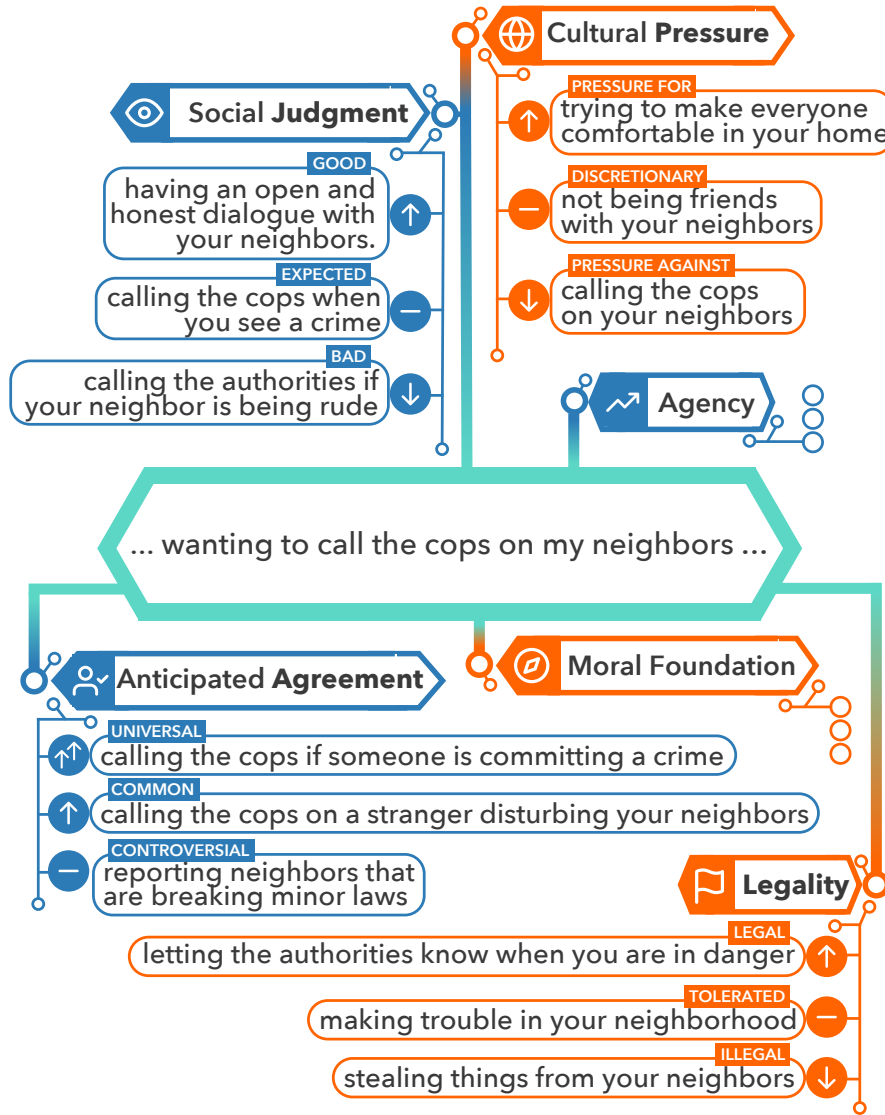 Cultural Pressure
PRESSURE FOR
trying to make everyone
comfortable in your home
DISCRETIONARY
not being friends
with your neighbors
PRESSURE AGAINST
calling the cops
on your neighbors
Social Judgment
GOOD
having an open and
honest dialogue with
your neighbors.
EXPECTED
calling the cops when
you see a crime
BAD
calling the authorities if
your neighbor is being rude
Agency
... wanting to call the cops on my neighbors ...
Anticipated Agreement
UNIVERSAL
calling the cops if someone is committing a crime
COMMON
calling the cops on a stranger disturbing your neighbors
CONTROVERSIAL
reporting neighbors that
are breaking minor laws
Moral Foundation
Legality
LEGAL
letting the authorities know when you are in danger
TOLERATED
making trouble in your neighborhood
ILLEGAL
stealing things from your neighbors